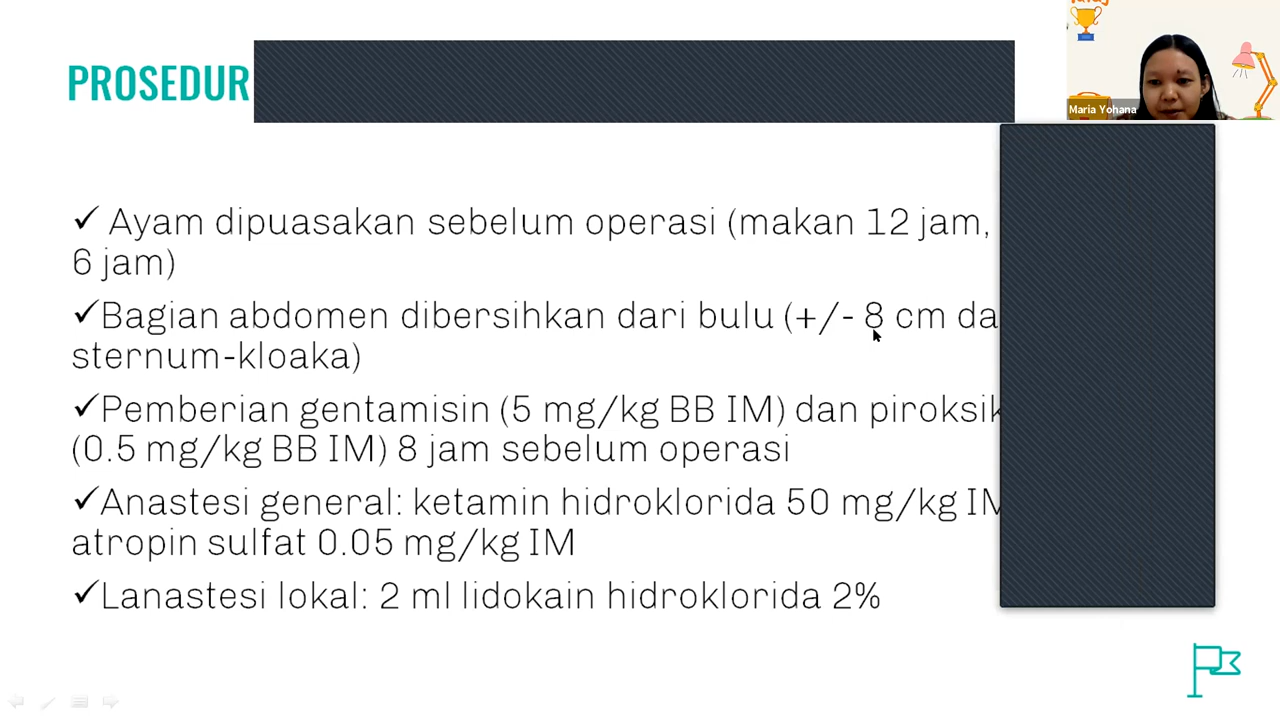 PROSEDUR
Maria Yohana
✓ Ayam dipuasakan sebelum operasi (makan 12 jam,
6 jam)
✓Bagian abdomen dibersihkan dari bulu (+/- 8 cm
sternum-kloaka)
✓Pemberian gentamisin (5 mg/kg BB IM) dan
(0.5 mg/kg BB IM) 8 jam sebelum operasi
✓Anastesi general: ketamin hidroklorida 50 mg/kg IM
atropin sulfat 0.05 mg/kg IM
✓Lanastesi lokal: 2 ml lidokain hidroklorida 2%